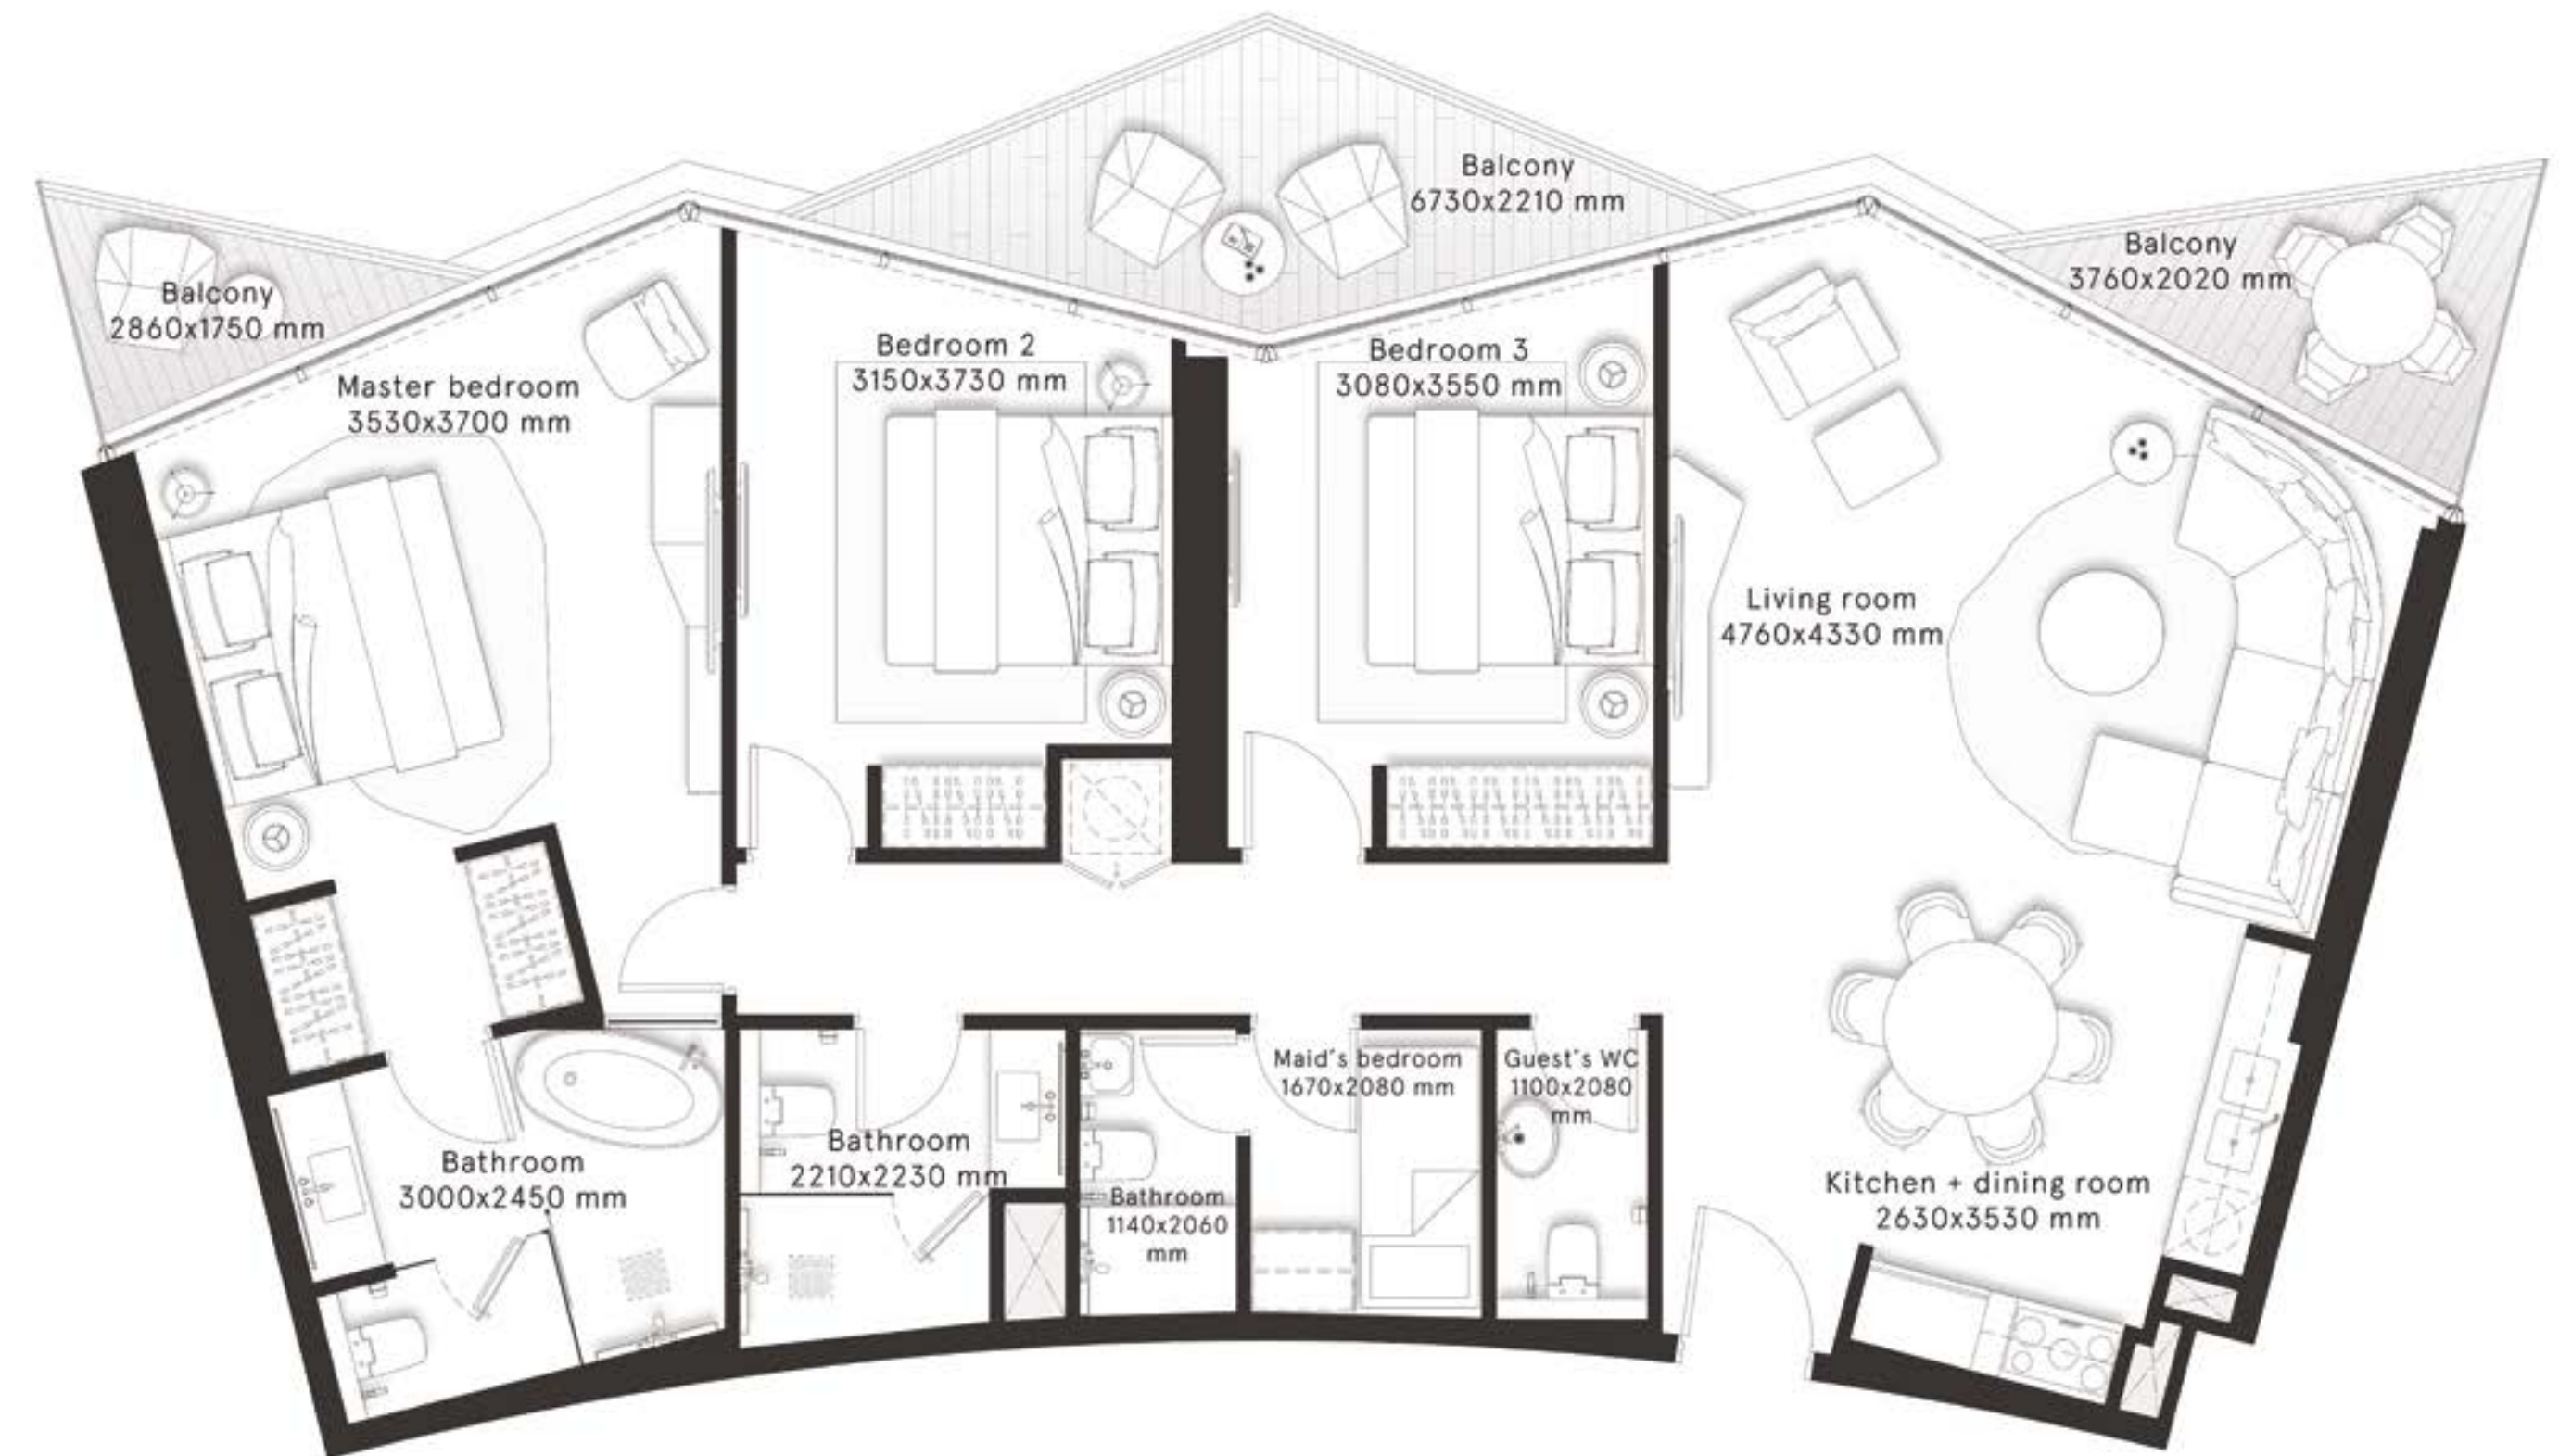 Balcony
6730x2210 mm
Balcony
3760x2020 mm
Balcony
2860x1750 mm
Master bedroom
3530x3700 mm
Bedroom 2
3150x3730 mm
Bedroom 3
3080x3550 mm
Living room
4760x4330 mm
Maid's bedroom
1670x2080 mm
Guest's WC
1100x2080
mm
Bathroom
3000x2450 mm
Bathroom
2210x2230 mm
Bathroom
1140x2060
mm
Kitchen + dining room
2630x3530 mm